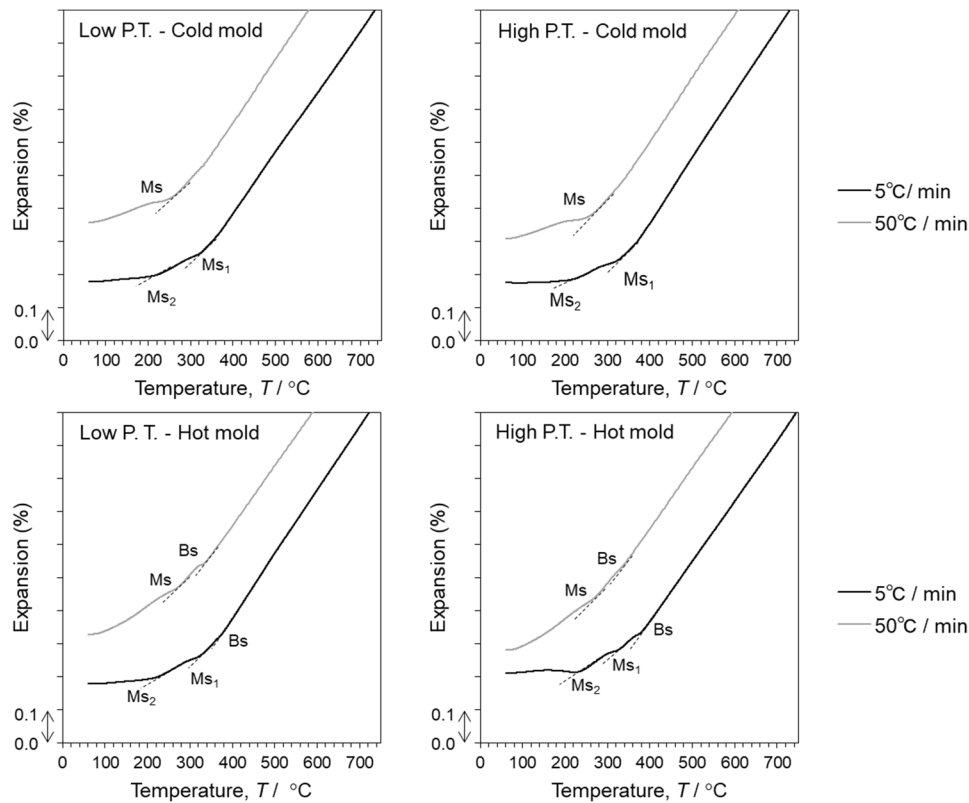 Low P.T. - Cold mold
Expansion (%)
Ms
Ms₁
Ms₂
0.1
0.0
0 100 200 300 400 500 600 700
Temperature, T / °C
High P.T. - Cold mold
Expansion (%)
Ms
Ms₁
Ms₂
0.1
0.0
0 100 200 300 400 500 600 700
Temperature, T / °C
5℃/ min
50℃ / min
Low P. T. - Hot mold
Expansion (%)
Bs
Ms
Bs
Ms₁
Ms₂
0.1
0.0
0 100 200 300 400 500 600 700
Temperature, T / °C
High P.T. - Hot mold
Expansion (%)
Bs
Ms
Bs
Ms₁
Ms₂
0.1
0.0
0 100 200 300 400 500 600 700
Temperature, T / °C
5℃ / min
50℃ / min